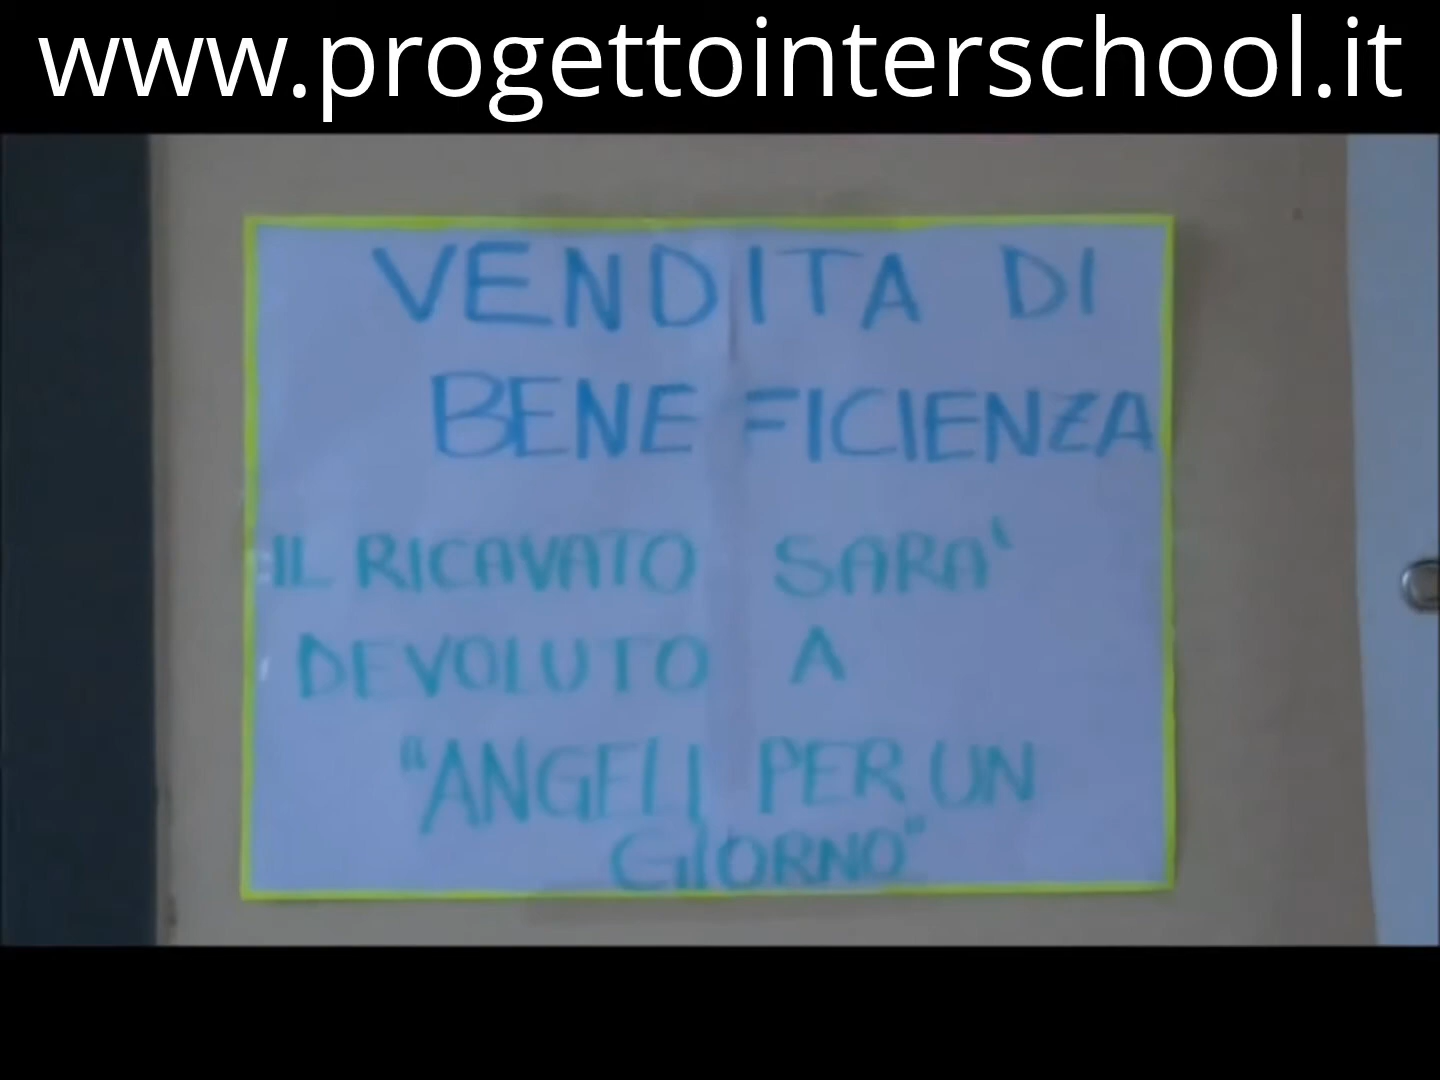 www.progettointerschool.it
VENDITA DI
BENEFICIENZA
IL RICAVATO SARA'
DEVOLUTO A
"ANGELI PER UN
GIORNO"